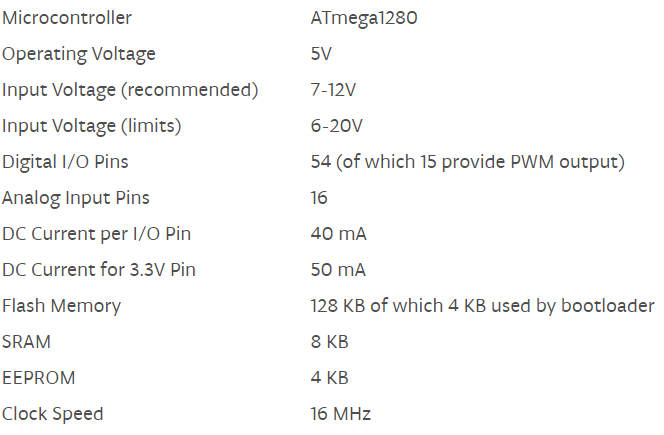 Microcontroller ATmega1280
Operating Voltage 5V
Input Voltage (recommended) 7-12V
Input Voltage (limits) 6-20V
Digital I/O Pins 54 (of which 15 provide PWM output)
Analog Input Pins 16
DC Current per I/O Pin 40 mA
DC Current for 3.3V Pin 50 mA
Flash Memory 128 KB of which 4 KB used by bootloader
SRAM 8 KB
EEPROM 4 KB
Clock Speed 16 MHz